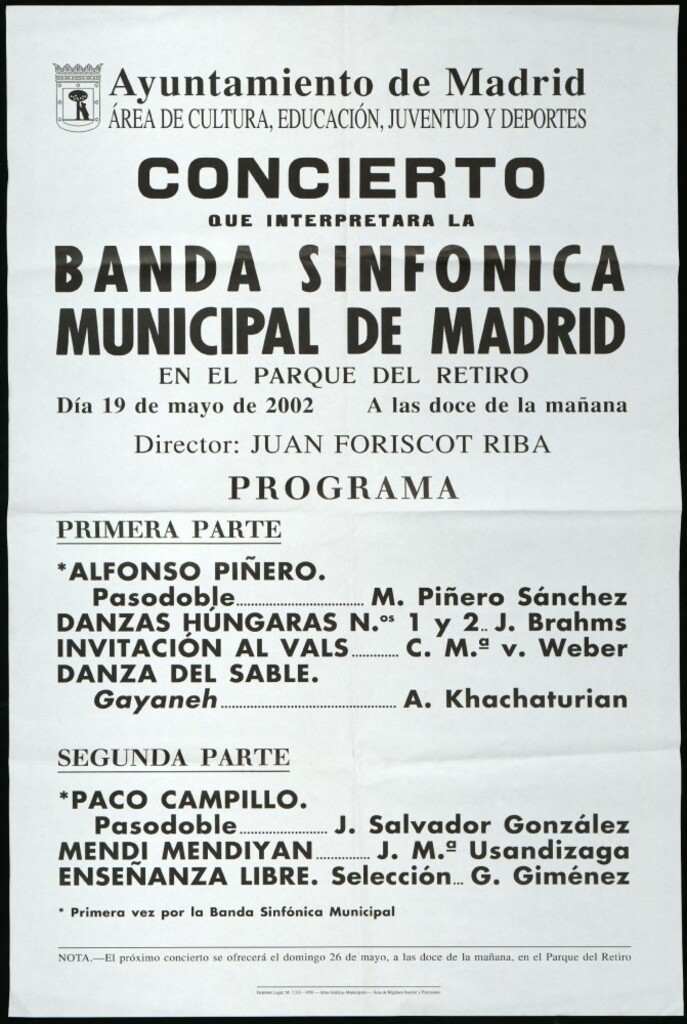 Ayuntamiento de Madrid
ÁREA DE CULTURA, EDUCACIÓN, JUVENTUD Y DEPORTES
CONCIERTO
QUE INTERPRETARA LA
BANDA SINFONICA
MUNICIPAL DE MADRID
EN EL PARQUE DEL RETIRO
Día 19 de mayo de 2002 A las doce de la mañana
Director: JUAN FORISCOT RIBA
PROGRAMA
PRIMERA PARTE
*ALFONSO PIÑERO.
Pasodoble................................ M. Piñero Sánchez
DANZAS HÚNGARAS N.ºˢ 1 y 2.. J. Brahms
INVITACIÓN AL VALS............ C. M.ª v. Weber
DANZA DEL SABLE.
Gayaneh............................................ A. Khachaturian
SEGUNDA PARTE
*PACO CAMPILLO.
Pasodoble...................... J. Salvador González
MENDI MENDIYAN.............. J. M.ª Usandizaga
ENSEÑANZA LIBRE. Selección... G. Giménez
* Primera vez por la Banda Sinfónica Municipal
NOTA.—El próximo concierto se ofrecerá el domingo 26 de mayo, a las doce de la mañana, en el Parque del Retiro